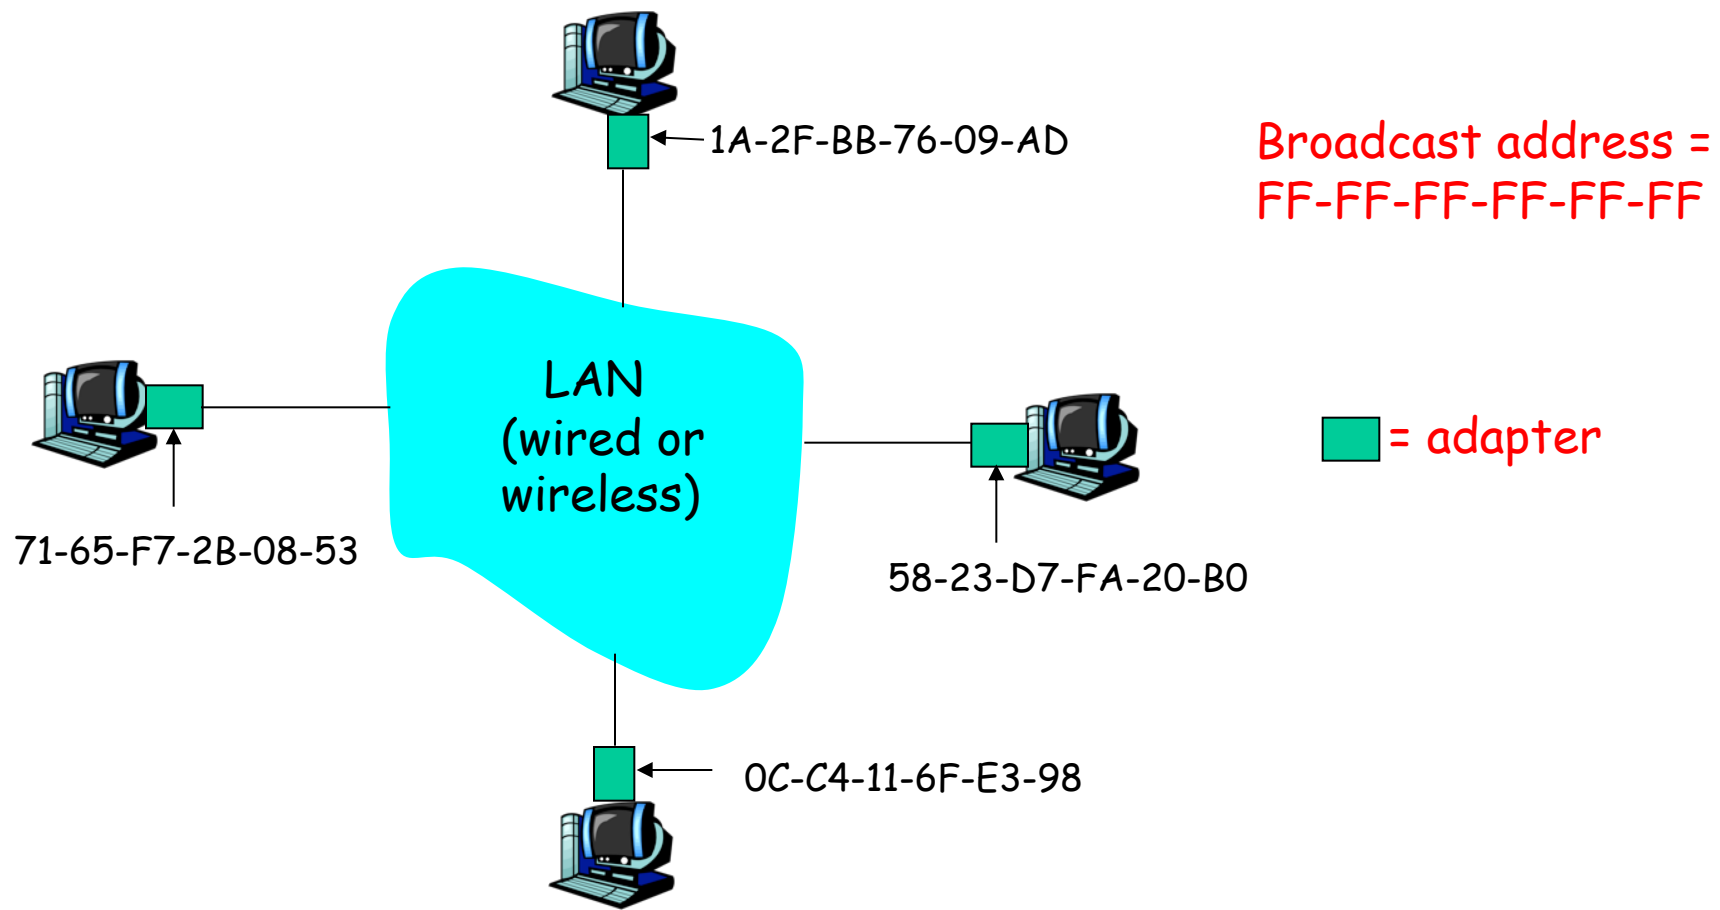 1A-2F-BB-76-09-AD
Broadcast address =
FF-FF-FF-FF-FF-FF
LAN
(wired or
wireless)
= adapter
71-65-F7-2B-08-53
58-23-D7-FA-20-B0
0C-C4-11-6F-E3-98